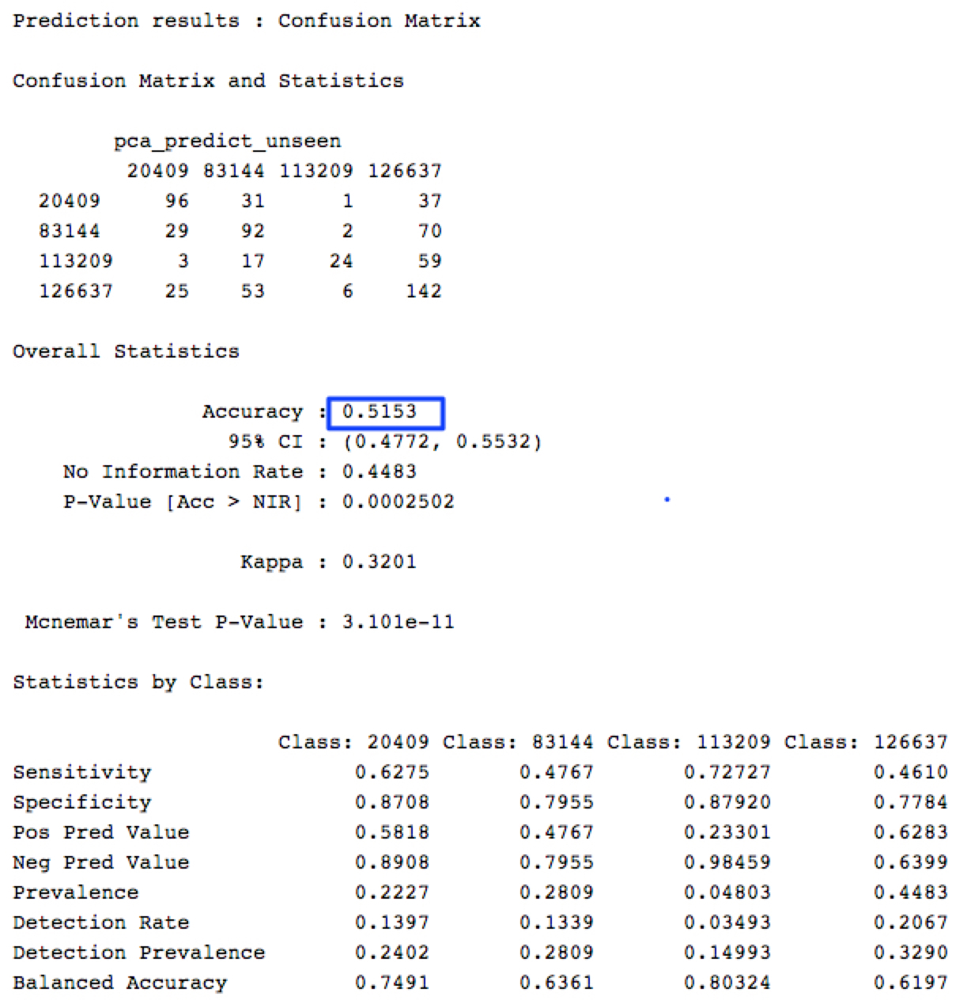 Prediction results : Confusion Matrix
Confusion Matrix and Statistics
pca_predict_unseen
20409 83144 113209 126637
20409 96 31 1 37
83144 29 92 2 70
113209 3 17 24 59
126637 25 53 6 142
Overall Statistics
Accuracy : 0.5153
95% CI : (0.4772, 0.5532)
No Information Rate : 0.4483
P-Value [Acc > NIR] : 0.0002502
Kappa : 0.3201
Mcnemar's Test P-Value : 3.101e-11
Statistics by Class:
Class: 20409 Class: 83144 Class: 113209 Class: 126637
Sensitivity 0.6275 0.4767 0.72727 0.4610
Specificity 0.8708 0.7955 0.87920 0.7784
Pos Pred Value 0.5818 0.4767 0.23301 0.6283
Neg Pred Value 0.8908 0.7955 0.98459 0.6399
Prevalence 0.2227 0.2809 0.04803 0.4483
Detection Rate 0.1397 0.1339 0.03493 0.2067
Detection Prevalence 0.2402 0.2809 0.14993 0.3290
Balanced Accuracy 0.7491 0.6361 0.80324 0.6197